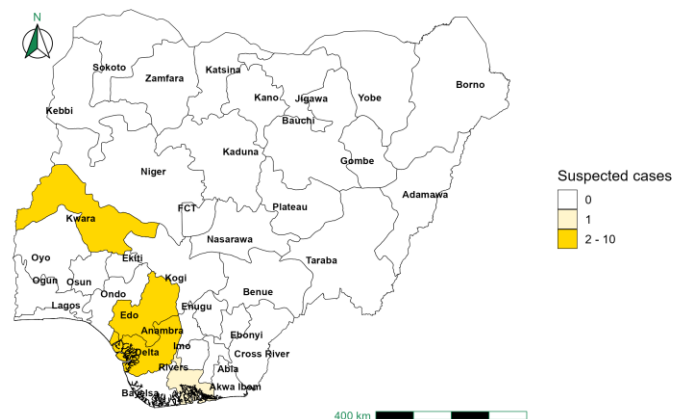 N
Sokoto
Zamfara
Katsina
Kano
Jigawa
Yobe
Borno
Kebbi
Bauchi
Kaduna
Gombe
Niger
Adamawa
FCT
Plateau
Kwara
Nasarawa
Taraba
Oyo
Ekiti
Ogun
Osun
Kogi
Ondo
Benue
Lagos
Enugu
Edo
Anambra
Ebonyi
Imo
Delta
Cross River
Rivers
Abia
Akwa Ibom
Bayelsa
Suspected cases
0
1
2 - 10
400 km